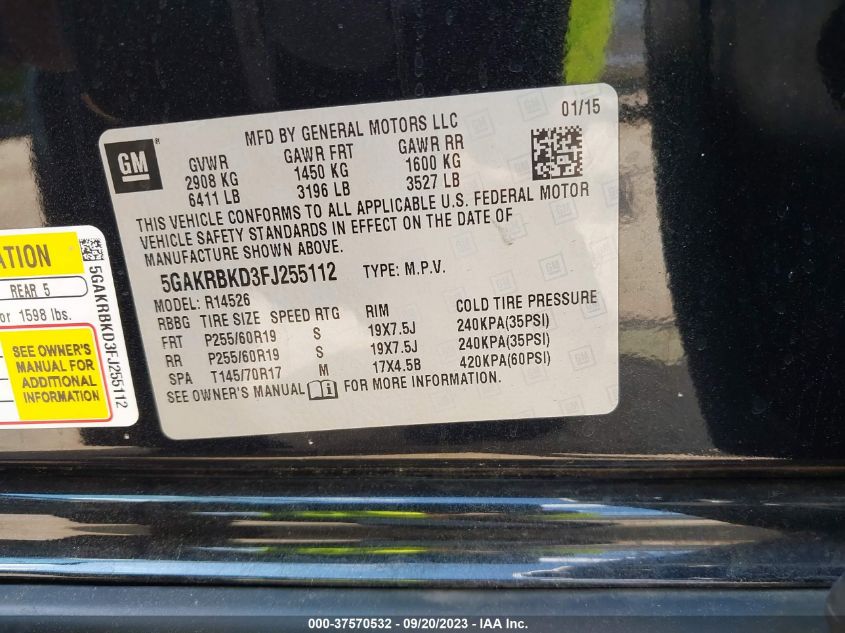 GM
MFD BY GENERAL MOTORS LLC
01/15
GVWR GAWR FRT GAWR RR
2908 KG 1450 KG 1600 KG
6411 LB 3196 LB 3527 LB
THIS VEHICLE CONFORMS TO ALL APPLICABLE U.S. FEDERAL MOTOR
VEHICLE SAFETY STANDARDS IN EFFECT ON THE DATE OF
MANUFACTURE SHOWN ABOVE.
5GAKRBKD3FJ255112 TYPE: M.P.V.
MODEL: R14526
RBBG TIRE SIZE SPEED RTG RIM COLD TIRE PRESSURE
FRT P255/60R19 S 19X7.5J 240KPA(35PSI)
RR P255/60R19 S 19X7.5J 240KPA(35PSI)
SPA T145/70R17 M 17X4.5B 420KPA(60PSI)
SEE OWNER'S MANUAL FOR MORE INFORMATION.
ATION
REAR 5
or 1598 lbs.
SEE OWNER'S
MANUAL FOR
ADDITIONAL
INFORMATION
5GAKRBKD3FJ255112
000-37570532 - 09/20/2023 - IAA Inc.